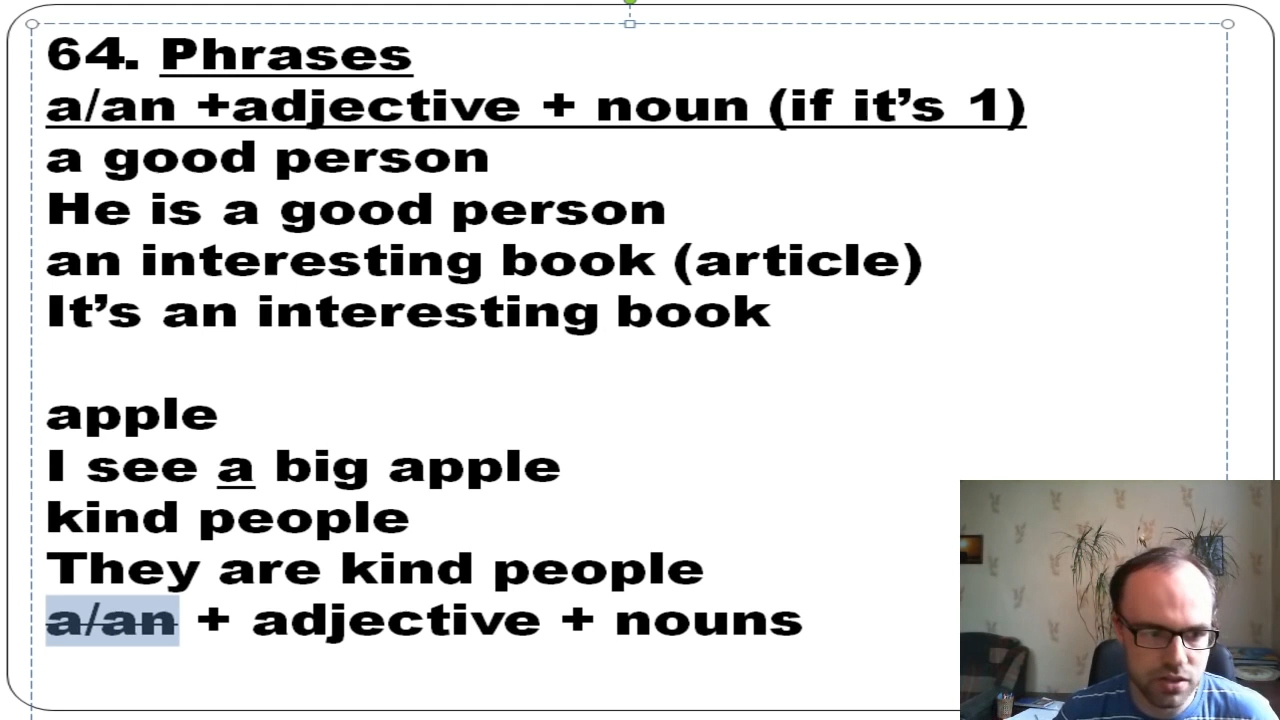 64. Phrases
a/an +adjective + noun (if it’s 1)
a good person
He is a good person
an interesting book (article)
It’s an interesting book
apple
I see a big apple
kind people
They are kind people
a/an + adjective + nouns